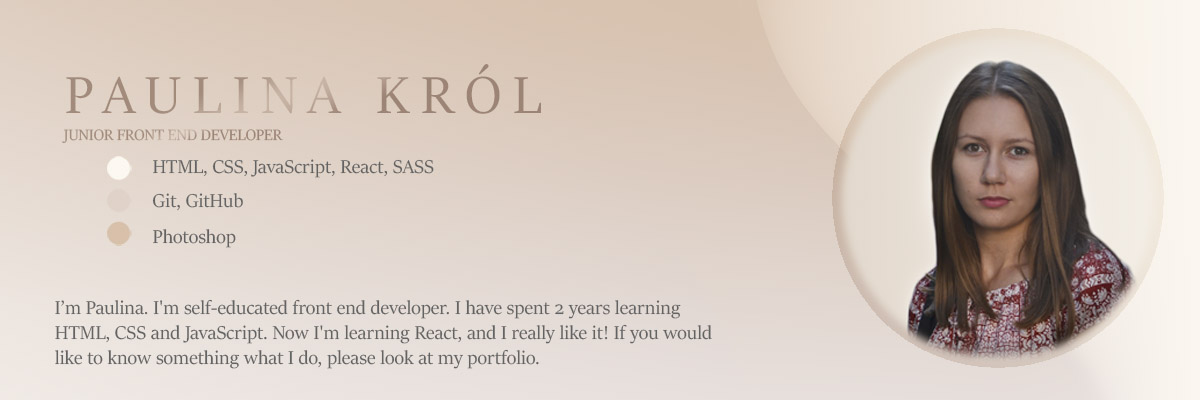 PAULINA KRÓL
JUNIOR FRONT END DEVELOPER
HTML, CSS, JavaScript, React, SASS
Git, GitHub
Photoshop
I’m Paulina. I'm self-educated front end developer. I have spent 2 years learning
HTML, CSS and JavaScript. Now I'm learning React, and I really like it! If you would
like to know something what I do, please look at my portfolio.